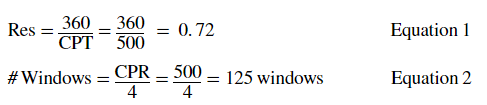 Res = 360/CPT = 360/500 = 0.72 Equation 1
# Windows = CPR/4 = 500/4 = 125 windows Equation 2